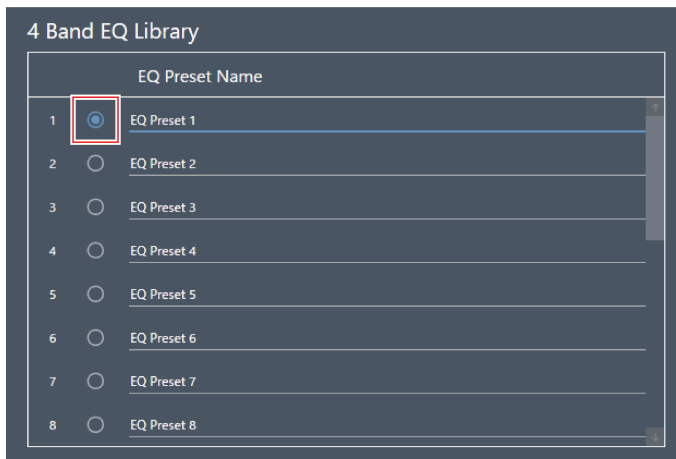 4 Band EQ Library
EQ Preset Name
1 EQ Preset 1
2 EQ Preset 2
3 EQ Preset 3
4 EQ Preset 4
5 EQ Preset 5
6 EQ Preset 6
7 EQ Preset 7
8 EQ Preset 8